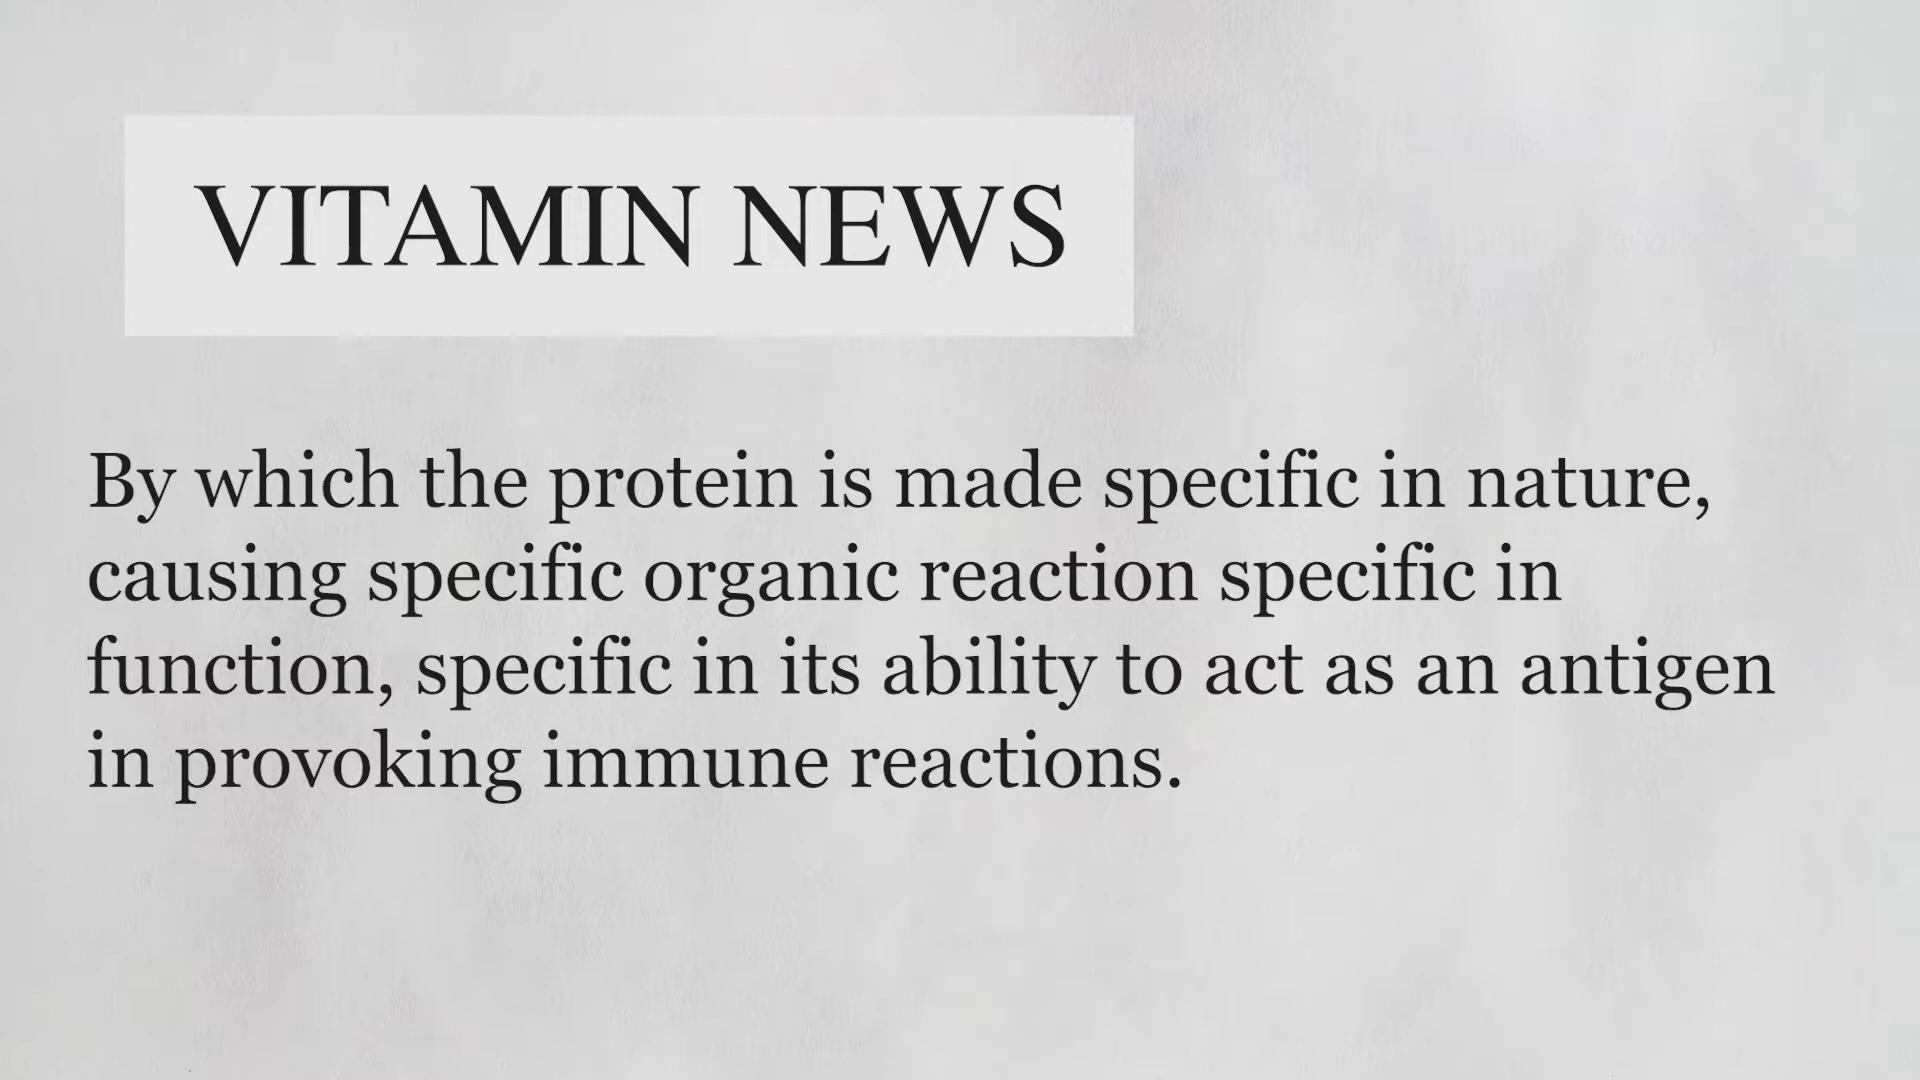 VITAMIN NEWS
By which the protein is made specific in nature,
causing specific organic reaction specific in
function, specific in its ability to act as an antigen
in provoking immune reactions.